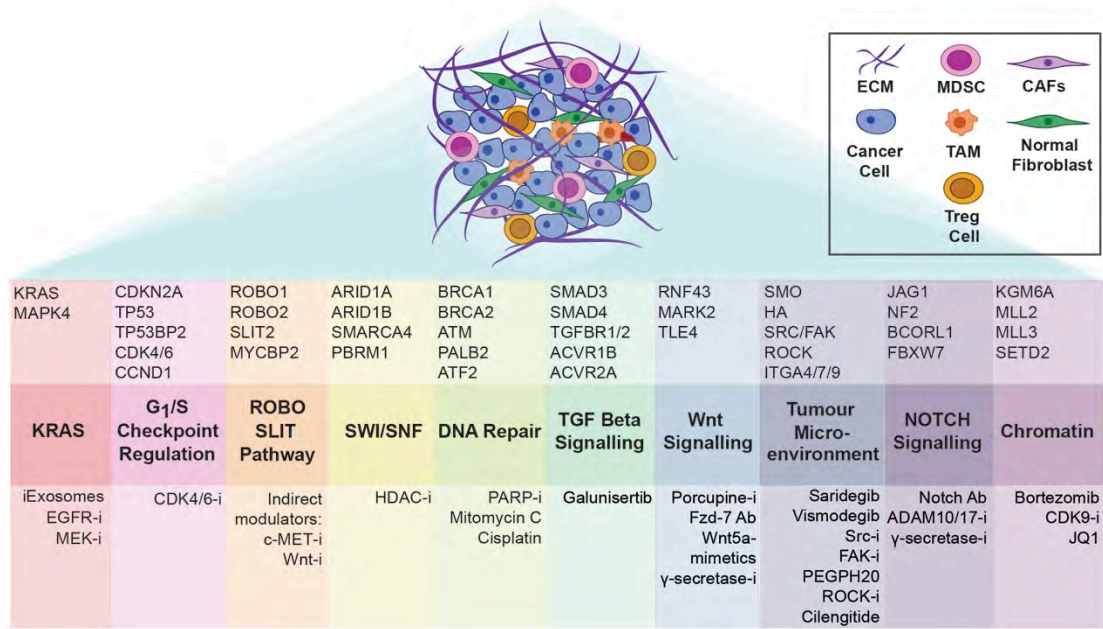 ECM
MDSC
CAFs
Cancer
Cell
TAM
Normal
Fibroblast
Treg
Cell
KRAS
MAPK4
CDKN2A
TP53
TP53BP2
CDK4/6
CCND1
ROBO1
ROBO2
SLIT2
MYCBP2
ARID1A
ARID1B
SMARCA4
PBRM1
BRCA1
BRCA2
ATM
PALB2
ATF2
SMAD3
SMAD4
TGFBR1/2
ACVR1B
ACVR2A
RNF43
MARK2
TLE4
SMO
HA
SRC/FAK
ROCK
ITGA4/7/9
JAG1
NF2
BCORL1
FBXW7
KGM6A
MLL2
MLL3
SETD2
KRAS
G1/S
Checkpoint
Regulation
ROBO
SLIT
Pathway
SWI/SNF
DNA Repair
TGF Beta
Signalling
Wnt
Signalling
Tumour
Micro-
environment
NOTCH
Signalling
Chromatin
iExosomes
EGFR-i
MEK-i
CDK4/6-i
Indirect
modulators:
c-MET-i
Wnt-i
HDAC-i
PARP-i
Mitomycin C
Cisplatin
Galunisertib
Porcupine-i
Fzd-7 Ab
Wnt5a-
mimetics
γ-secretase-i
Saridegib
Vismodegib
Src-i
FAK-i
PEGPH20
ROCK-i
Cilengitide
Notch Ab
ADAM10/17-i
γ-secretase-i
Bortezomib
CDK9-i
JQ1